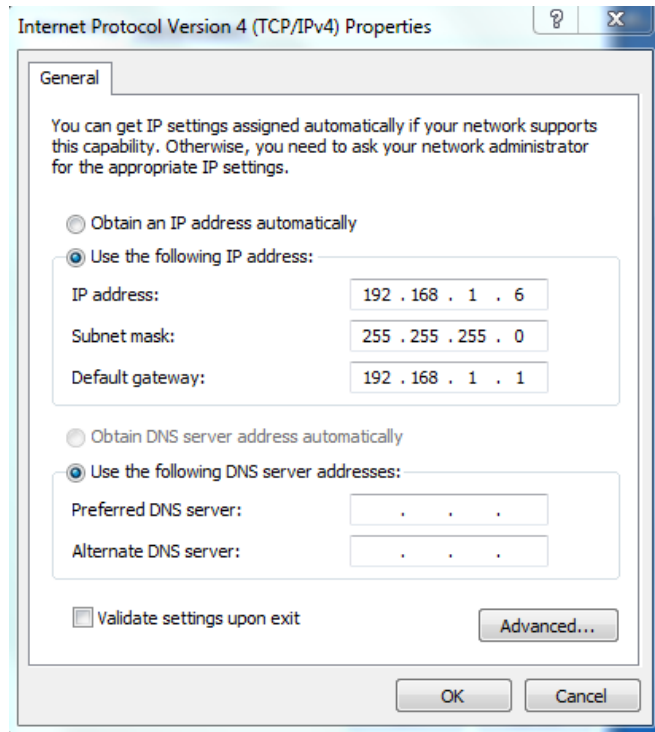 Internet Protocol Version 4 (TCP/IPv4) Properties
?
X
General
You can get IP settings assigned automatically if your network supports
this capability. Otherwise, you need to ask your network administrator
for the appropriate IP settings.
Obtain an IP address automatically
Use the following IP address:
IP address: 192 . 168 . 1 . 6
Subnet mask: 255 . 255 . 255 . 0
Default gateway: 192 . 168 . 1 . 1
Obtain DNS server address automatically
Use the following DNS server addresses:
Preferred DNS server: . . .
Alternate DNS server: . . .
Validate settings upon exit
Advanced...
OK Cancel